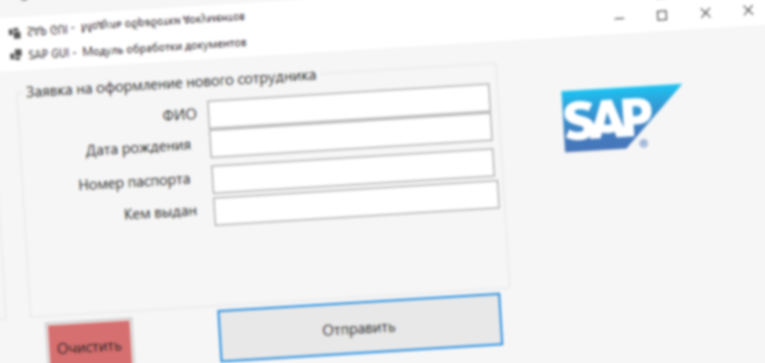 SAP GUI - Модуль обработки документов
SAP GUI - Модуль обработки документов
Заявка на оформление нового сотрудника
ФИО
Дата рождения
Номер паспорта
Кем выдан
SAP
®
Очистить
Отправить